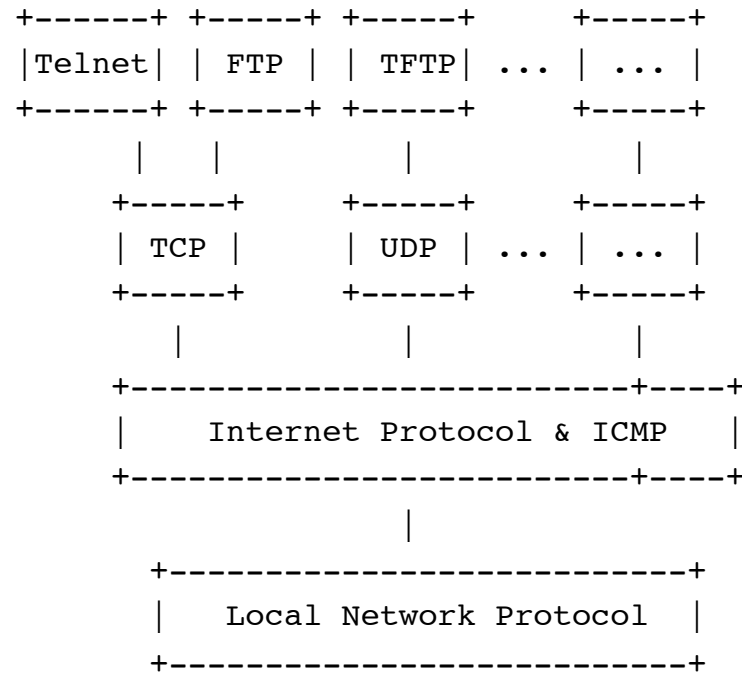 +------+ +-----+ +-----+     +-----+
|Telnet| | FTP | | TFTP| ... | ... |
+------+ +-----+ +-----+     +-----+
      |   |         |           |
     +-----+     +-----+     +-----+
     | TCP |     | UDP | ... | ... |
     +-----+     +-----+     +-----+
        |           |           |
     +--------------------------+----+
     |    Internet Protocol & ICMP   |
     +--------------------------+----+
                    |
       +---------------------------+
       |   Local Network Protocol  |
       +---------------------------+